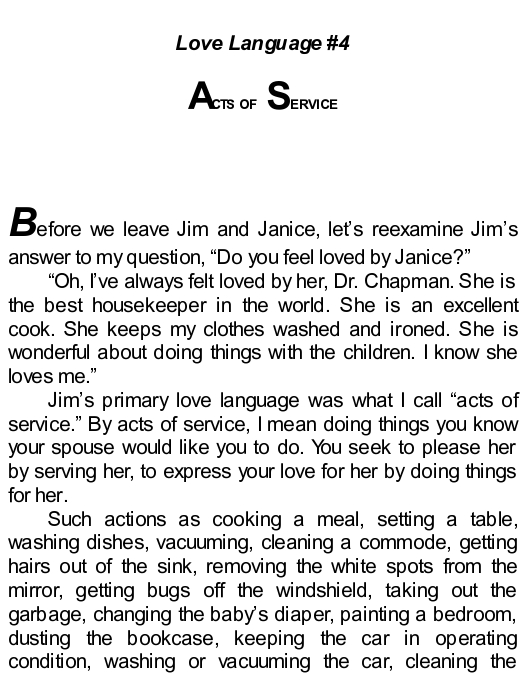 Love Language #4
ACTS OF SERVICE
Before we leave Jim and Janice, let’s reexamine Jim’s
answer to my question, “Do you feel loved by Janice?”
“Oh, I’ve always felt loved by her, Dr. Chapman. She is
the best housekeeper in the world. She is an excellent
cook. She keeps my clothes washed and ironed. She is
wonderful about doing things with the children. I know she
loves me.”
Jim’s primary love language was what I call “acts of
service.” By acts of service, I mean doing things you know
your spouse would like you to do. You seek to please her
by serving her, to express your love for her by doing things
for her.
Such actions as cooking a meal, setting a table,
washing dishes, vacuuming, cleaning a commode, getting
hairs out of the sink, removing the white spots from the
mirror, getting bugs off the windshield, taking out the
garbage, changing the baby’s diaper, painting a bedroom,
dusting the bookcase, keeping the car in operating
condition, washing or vacuuming the car, cleaning the